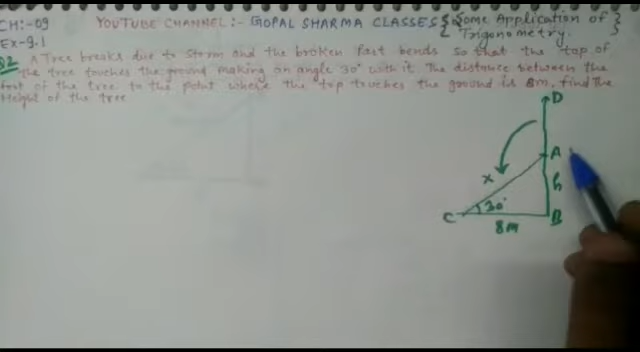 CH:-09 YOUTUBE CHANNEL:- GOPAL SHARMA CLASSES { Some Application of Trigonometry. }
Ex-9.1
Q2 A Tree breaks due to Storm and the broken Part bends so that the top of
the tree touches the ground making an angle 30° with it. The distance between the
foot of the tree to the point where the top touches the ground is 8m, find The
Height of the tree
D
A
x
h
30°
C
B
8m